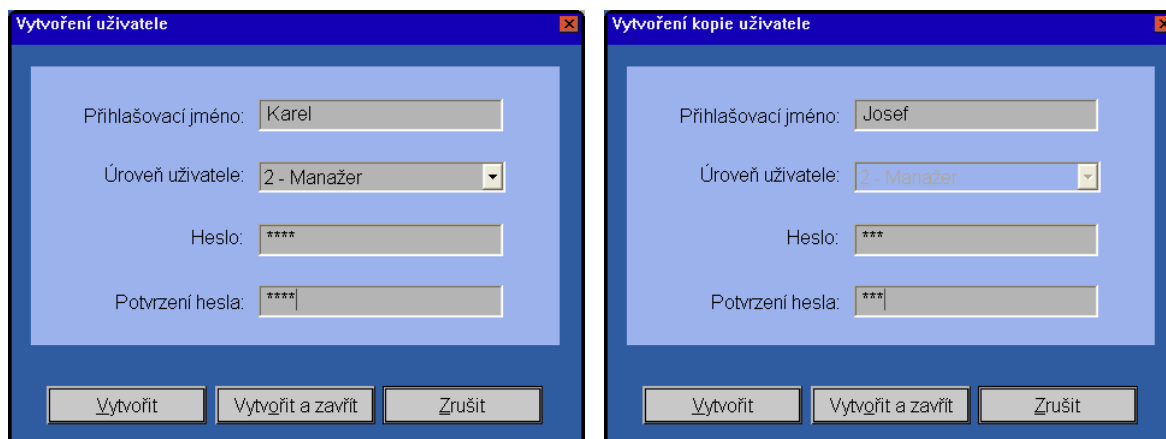 Vytvoření uživatele
Přihlašovací jméno: Karel
Úroveň uživatele: 2 - Manažer
Heslo: ****
Potvrzení hesla: ****
Vytvořit Vytvořit a zavřít Zrušit
Vytvoření kopie uživatele
Přihlašovací jméno: Josef
Úroveň uživatele: 2 - Manažer
Heslo: ***
Potvrzení hesla: ***
Vytvořit Vytvořit a zavřít Zrušit